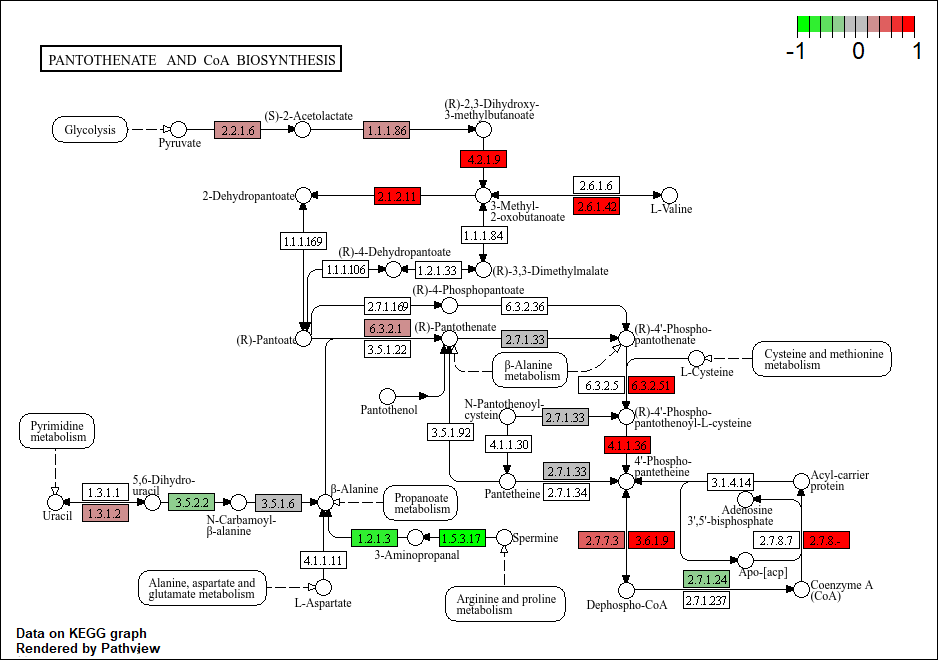 -1 0 1
PANTOTHENATE AND CoA BIOSYNTHESIS
(R)-2,3-Dihydroxy-
3-methylbutanoate
(S)-2-Acetolactate
Glycolysis
2.2.1.6
1.1.1.86
Pyruvate
4.2.1.9
2.6.1.6
2-Dehydropantoate
2.1.2.11
2.6.1.42
3-Methyl-
2-oxobutanoate
L-Valine
1.1.1.169
1.1.1.84
(R)-4-Dehydropantoate
1.1.1.106
1.2.1.33
(R)-3,3-Dimethylmalate
(R)-4-Phosphopantoate
2.7.1.169
6.3.2.36
6.3.2.1
(R)-Pantothenate
(R)-4'-Phospho-
pantothenate
(R)-Pantoate
2.7.1.33
3.5.1.22
β-Alanine
metabolism
Cysteine and methionine
metabolism
L-Cysteine
6.3.2.5
6.3.2.51
Pantothenol
N-Pantothenoyl-
cystein
2.7.1.33
(R)-4'-Phospho-
pantothenoyl-L-cysteine
Pyrimidine
metabolism
3.5.1.92
4.1.1.30
4.1.1.36
4'-Phospho-
pantetheine
2.7.1.33
2.7.1.34
Pantetheine
3.1.4.14
Acyl-carrier
protein
5,6-Dihydro-
uracil
3.1.3.1
1.3.1.2
Uracil
3.5.2.2
3.5.1.6
β-Alanine
N-Carbamoyl-
β-alanine
Propanoate
metabolism
Adenosine
3',5'-bisphosphate
1.2.1.3
1.5.3.17
Spermine
3-Aminopropanal
2.7.7.3
3.6.1.9
2.7.8.7
2.7.8.-
4.1.1.11
Apo-[acp]
Alanine, aspartate and
glutamate metabolism
L-Aspartate
Arginine and proline
metabolism
2.7.1.24
2.7.1.237
Dephospho-CoA
Coenzyme A
(CoA)
Data on KEGG graph
Rendered by Pathview